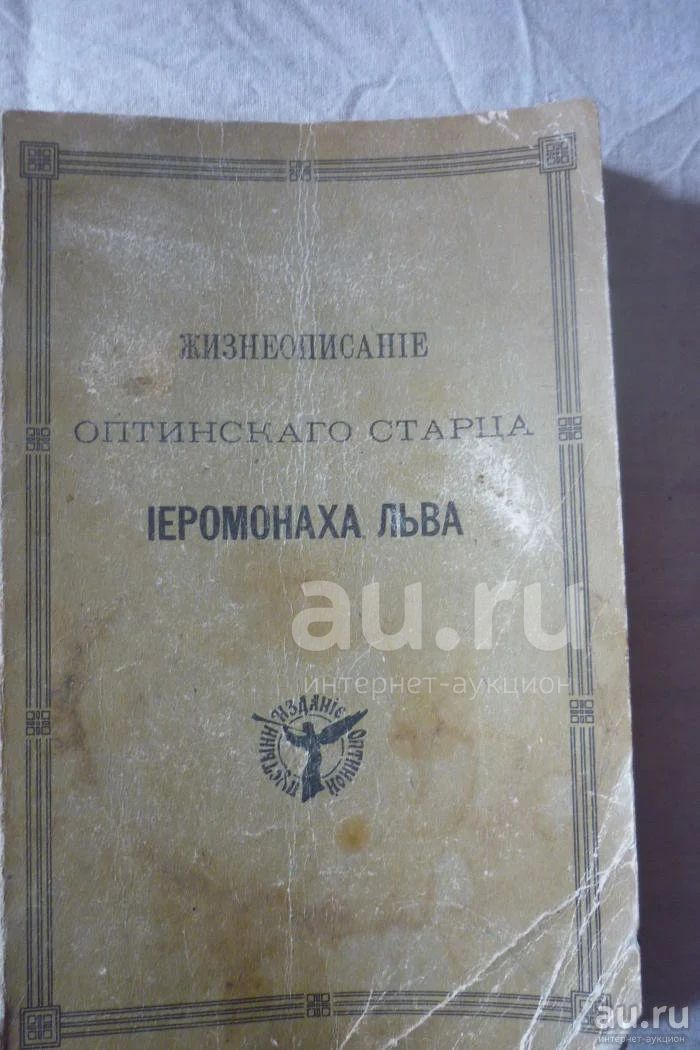 ЖИЗНЕОПИСАНІЕ
ОПТИНСКАГО СТАРЦА
ІЕРОМОНАХА ЛЬВА
au.ru
интернет-аукцион
ИЗДАНІЕ ОПТИНОЙ ПУСТЫНИ
au.ru
интернет-аукцион